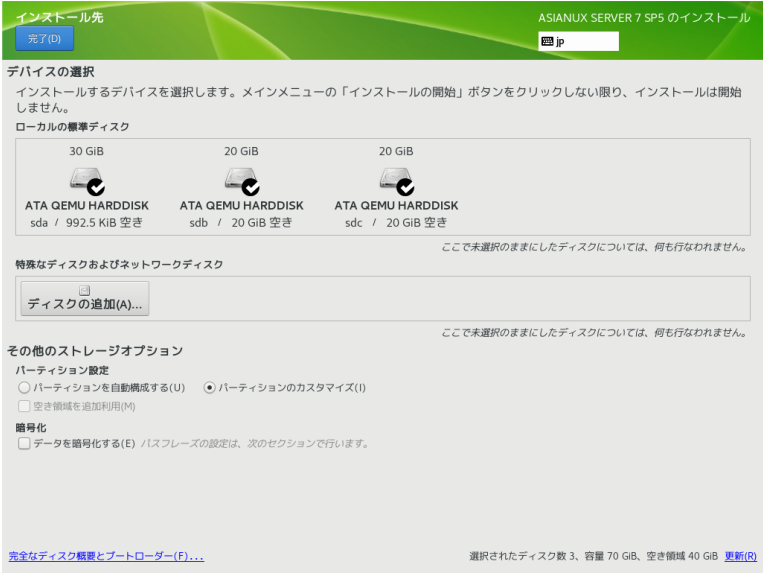 インストール先
ASIANUX SERVER 7 SP5 のインストール
完了(D)
jp
デバイスの選択
インストールするデバイスを選択します。メインメニューの「インストールの開始」ボタンをクリックしない限り、インストールは開始
しません。
ローカルの標準ディスク
30 GiB
ATA QEMU HARDDISK
sda / 992.5 KiB 空き
20 GiB
ATA QEMU HARDDISK
sdb / 20 GiB 空き
20 GiB
ATA QEMU HARDDISK
sdc / 20 GiB 空き
ここで未選択のままにしたディスクについては、何も行なわれません。
特殊なディスクおよびネットワークディスク
ディスクの追加(A)...
ここで未選択のままにしたディスクについては、何も行なわれません。
その他のストレージオプション
パーティション設定
パーティションを自動構成する(U) パーティションのカスタマイズ(I)
空き領域を追加利用(M)
暗号化
データを暗号化する(E) パスフレーズの設定は、次のセクションで行います。
完全なディスク概要とブートローダー(F)...
選択されたディスク数 3、容量 70 GiB、空き領域 40 GiB 更新(R)